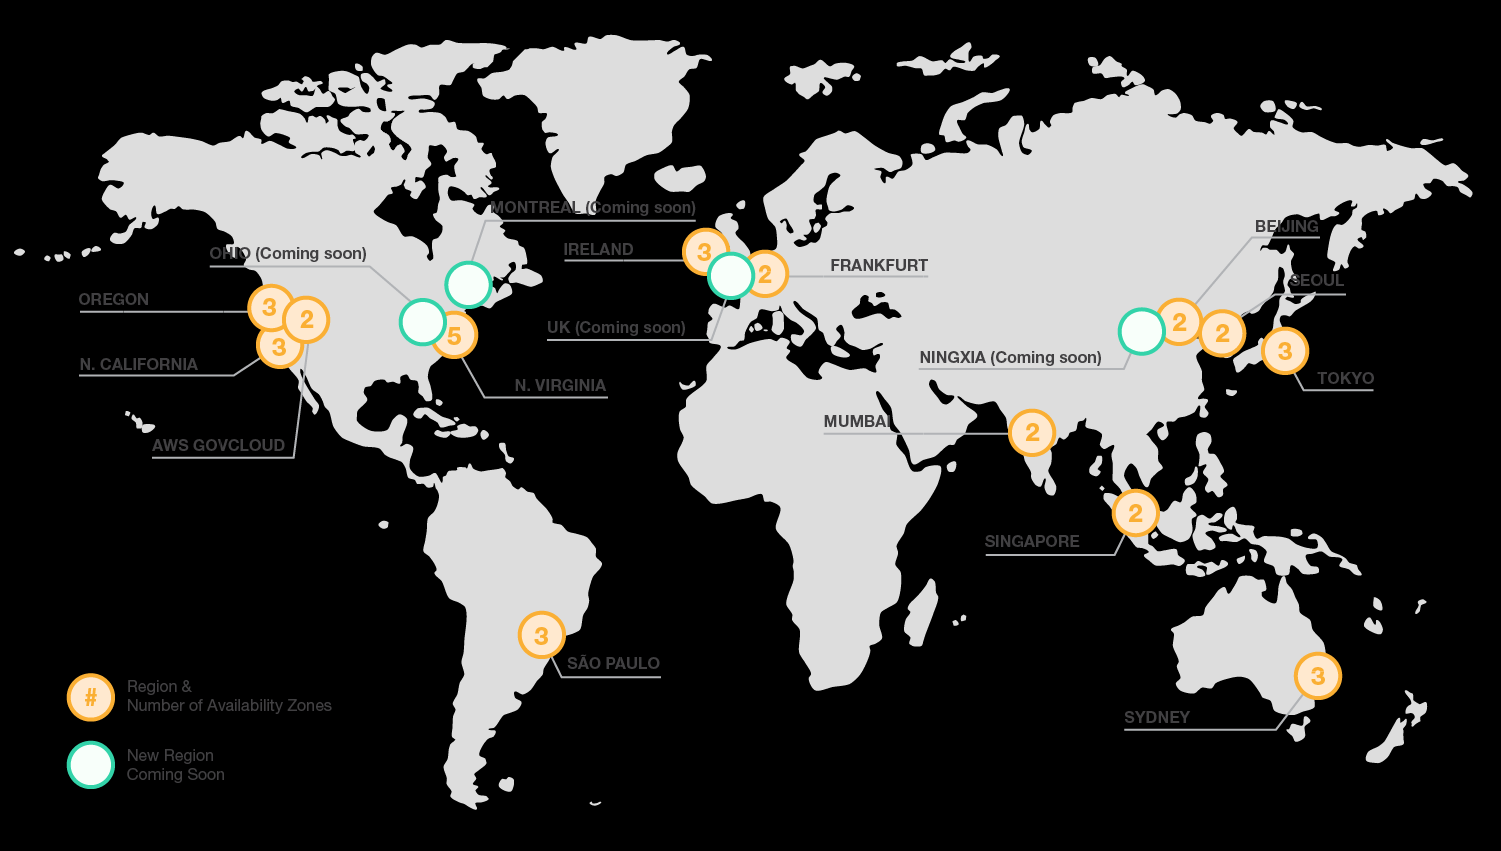 MONTREAL (Coming soon)
IRELAND
3
FRANKFURT
2
BEIJING
OHIO (Coming soon)
SEOUL
OREGON
3
2
UK (Coming soon)
5
2
2
N. CALIFORNIA
3
NINGXIA (Coming soon)
3
TOKYO
N. VIRGINIA
MUMBAI
2
AWS GOVCLOUD
2
SINGAPORE
3
SÃO PAULO
3
SYDNEY
#
Region &
Number of Availability Zones
New Region
Coming Soon